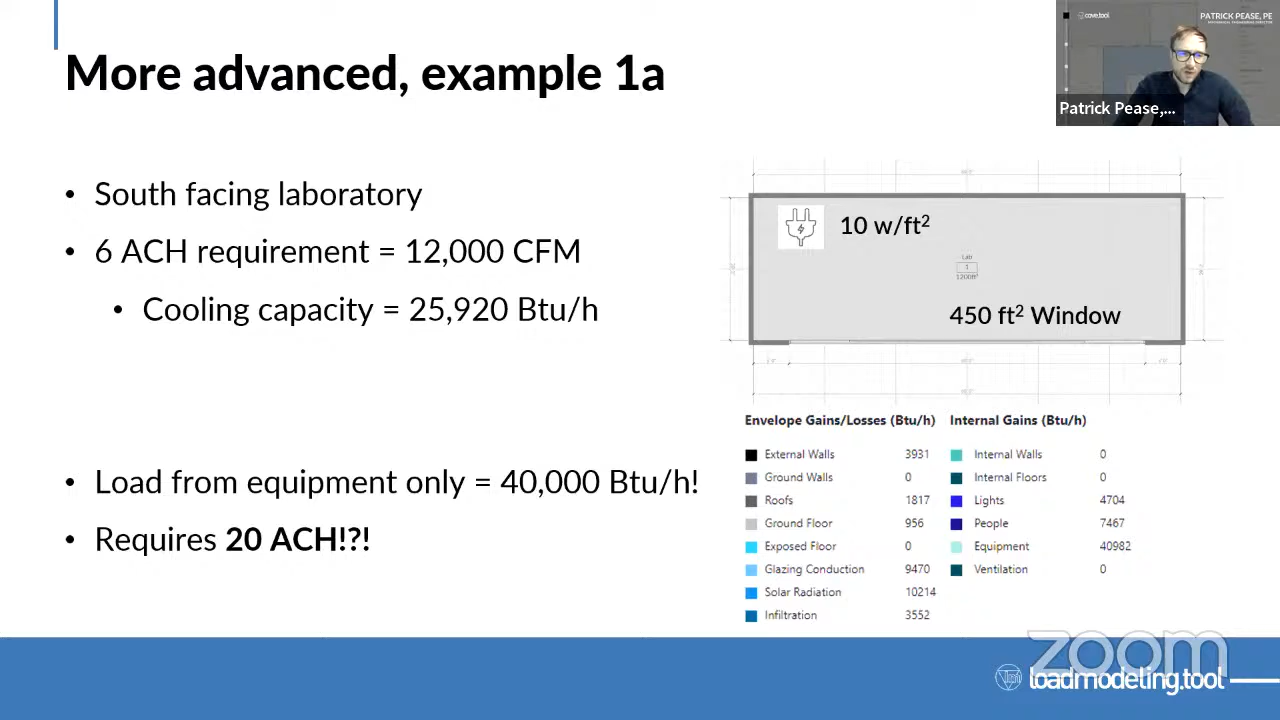 More advanced, example 1a
cove.tool
PATRICK PEASE, PE
Patrick Pease,...
• South facing laboratory
• 6 ACH requirement = 12,000 CFM
• Cooling capacity = 25,920 Btu/h
• Load from equipment only = 40,000 Btu/h!
• Requires 20 ACH!?!
10 w/ft²
Lab
1
1200ft²
450 ft² Window
Envelope Gains/Losses (Btu/h)
External Walls 3931
Ground Walls 0
Roofs 1817
Ground Floor 956
Exposed Floor 0
Glazing Conduction 9470
Solar Radiation 10214
Infiltration 3552
Internal Gains (Btu/h)
Internal Walls 0
Internal Floors 0
Lights 4704
People 7467
Equipment 40982
Ventilation 0
zoom
loadmodeling.tool